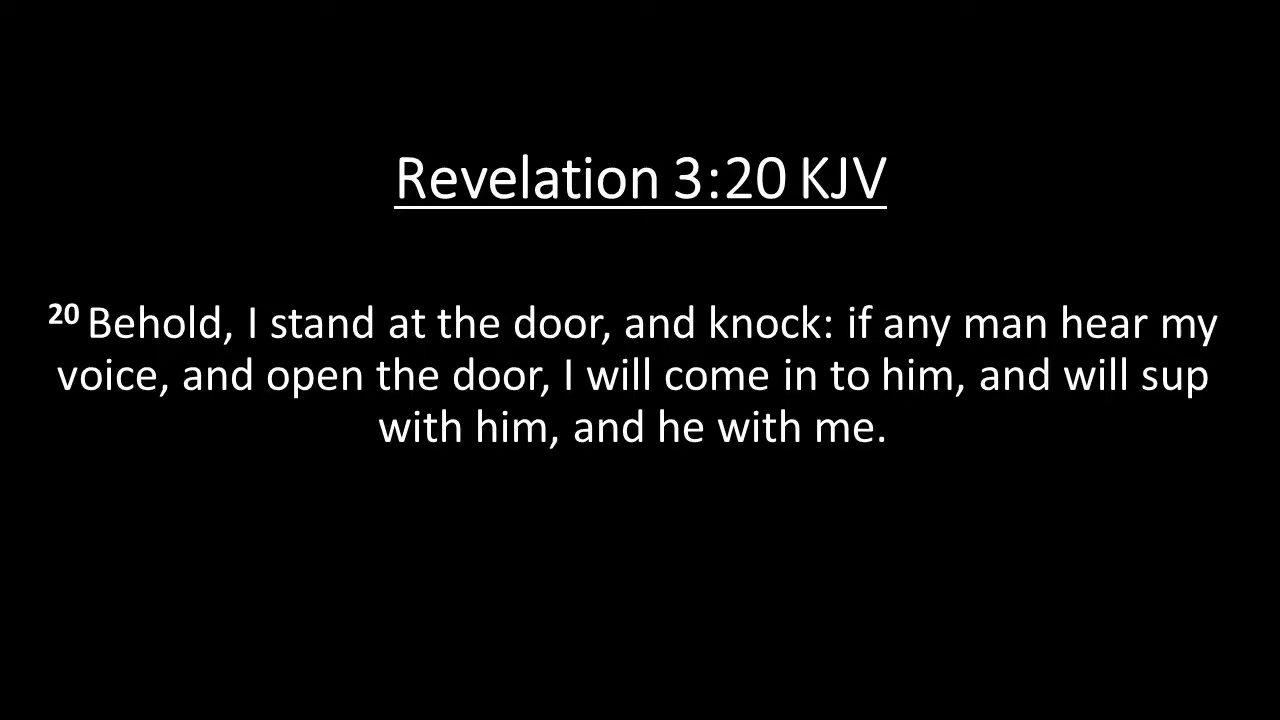 Revelation 3:20 KJV
20 Behold, I stand at the door, and knock: if any man hear my
voice, and open the door, I will come in to him, and will sup
with him, and he with me.